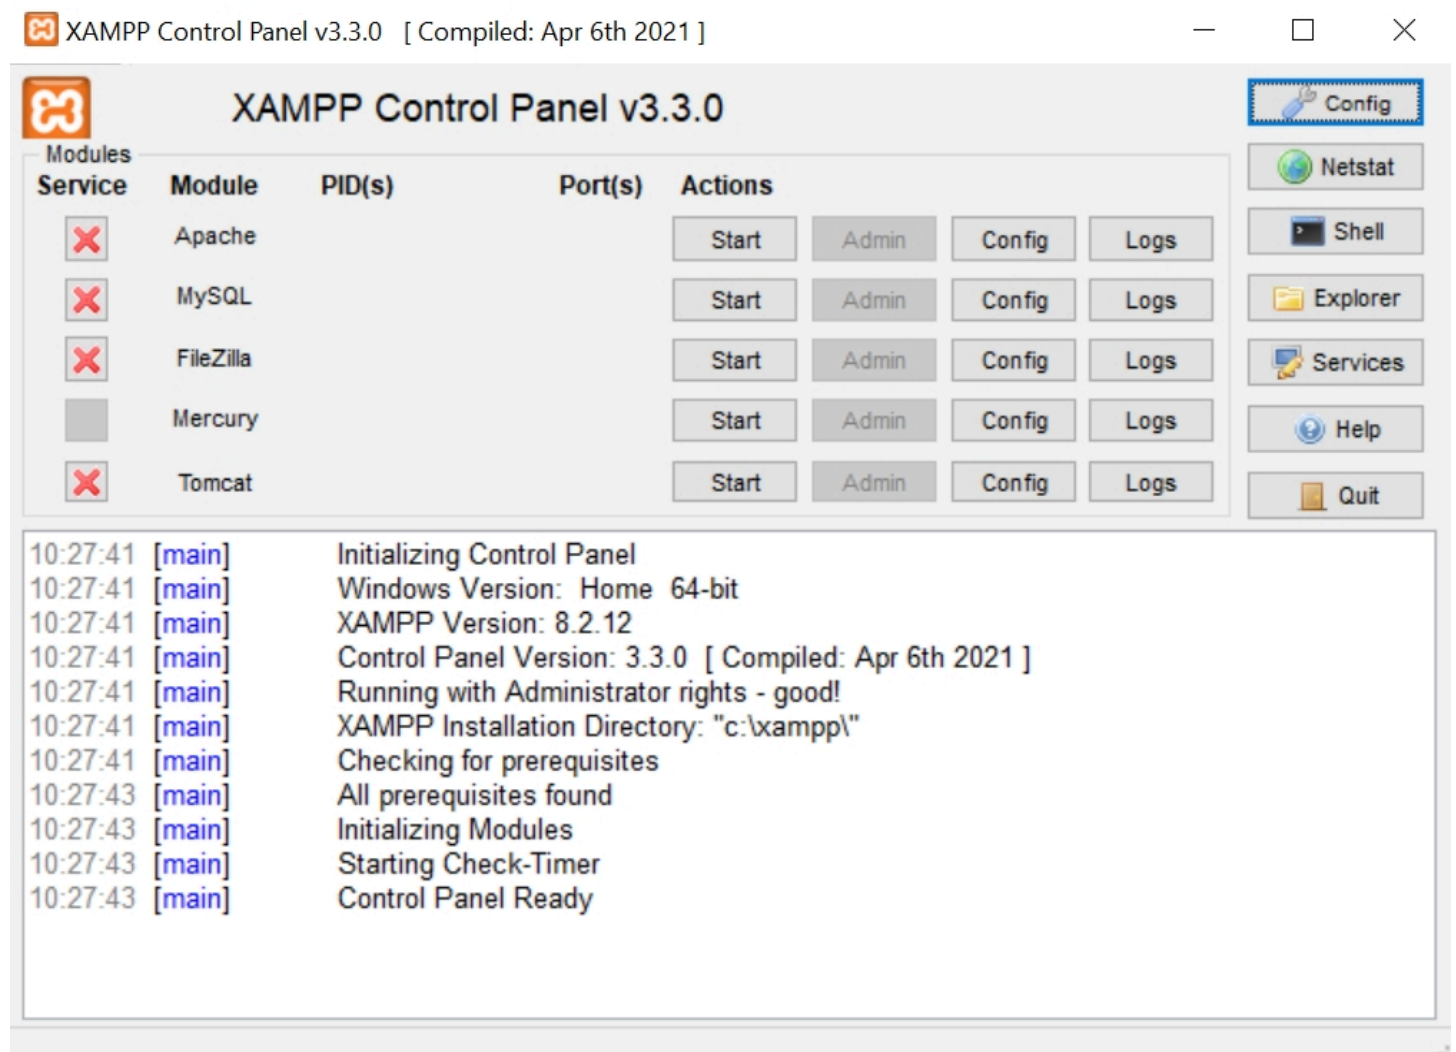 XAMPP Control Panel v3.3.0 [ Compiled: Apr 6th 2021 ]
XAMPP Control Panel v3.3.0
Config
Modules
Netstat
Service Module PID(s) Port(s) Actions
Apache Start Admin Config Logs
Shell
MySQL Start Admin Config Logs
Explorer
FileZilla Start Admin Config Logs
Services
Mercury Start Admin Config Logs
Help
Tomcat Start Admin Config Logs
Quit
10:27:41 [main] Initializing Control Panel
10:27:41 [main] Windows Version: Home 64-bit
10:27:41 [main] XAMPP Version: 8.2.12
10:27:41 [main] Control Panel Version: 3.3.0 [ Compiled: Apr 6th 2021 ]
10:27:41 [main] Running with Administrator rights - good!
10:27:41 [main] XAMPP Installation Directory: "c:\xampp\"
10:27:41 [main] Checking for prerequisites
10:27:43 [main] All prerequisites found
10:27:43 [main] Initializing Modules
10:27:43 [main] Starting Check-Timer
10:27:43 [main] Control Panel Ready